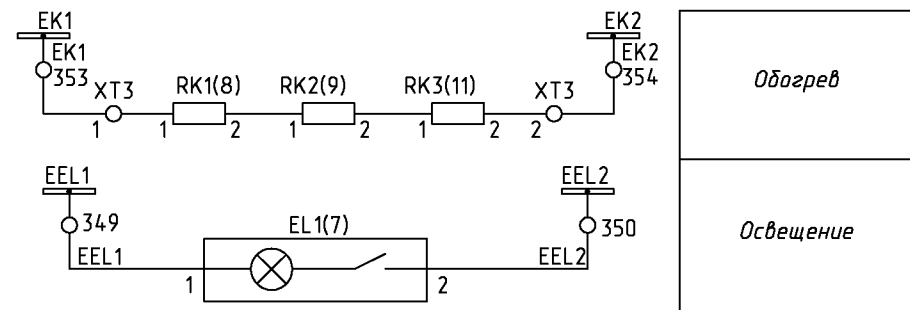 EK1 EK2
EK1 EK2
353 354
XT3 RK1(8) RK2(9) RK3(11) XT3
1 1 2 1 2 1 2 2
Обогрев
EEL1 EEL2
349 EL1(7) 350
EEL1 EEL2
1 2
Освещение